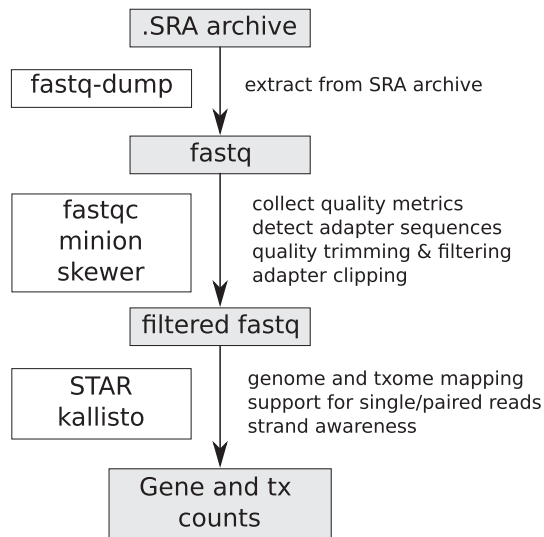 .SRA archive
fastq-dump
extract from SRA archive
fastq
fastqc
minion
skewer
collect quality metrics
detect adapter sequences
quality trimming & filtering
adapter clipping
filtered fastq
STAR
kallisto
genome and txome mapping
support for single/paired reads
strand awareness
Gene and tx
counts